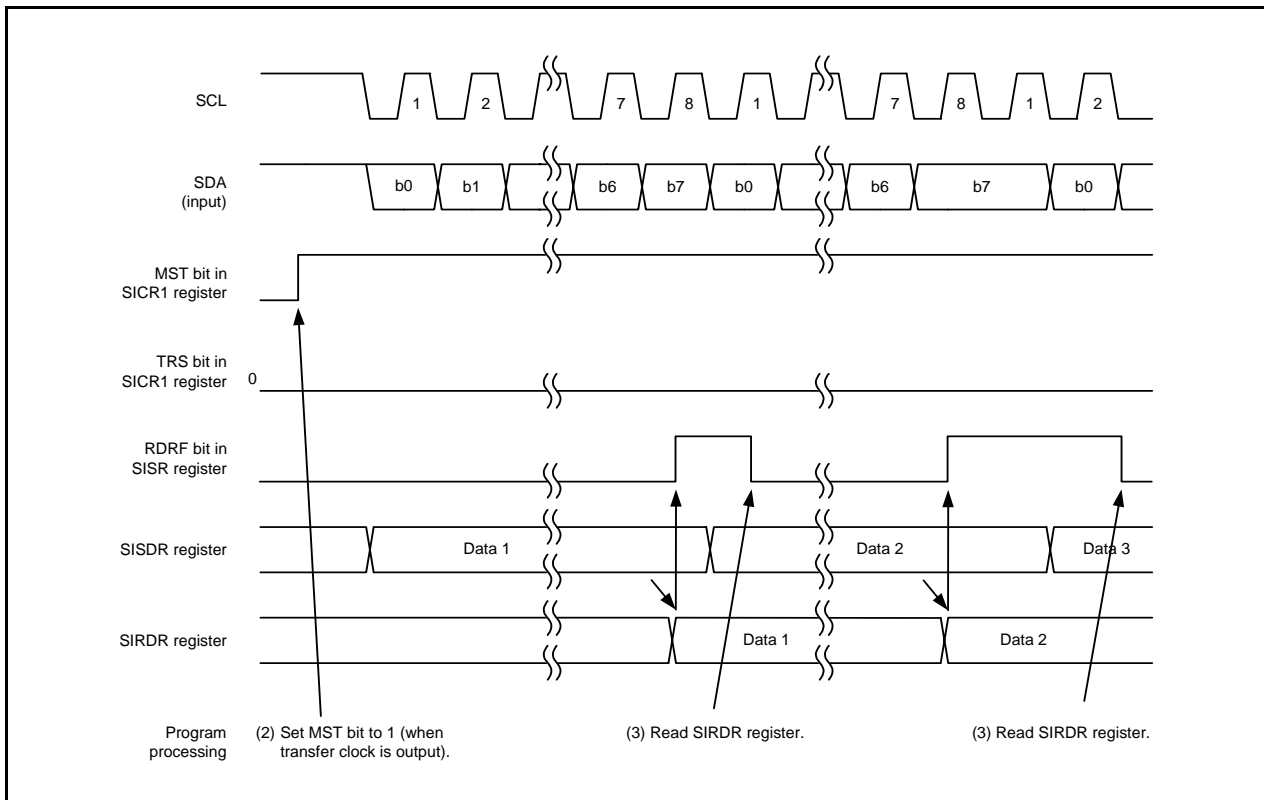 SCL
1 2 7 8 1 7 8 1 2
SDA
(input)
b0 b1 b6 b7 b0 b6 b7 b0
MST bit in
SICR1 register
TRS bit in
SICR1 register
0
RDRF bit in
SISR register
SISDR register
Data 1 Data 2 Data 3
SIRDR register
Data 1 Data 2
Program
processing
(2) Set MST bit to 1 (when
transfer clock is output).
(3) Read SIRDR register.
(3) Read SIRDR register.